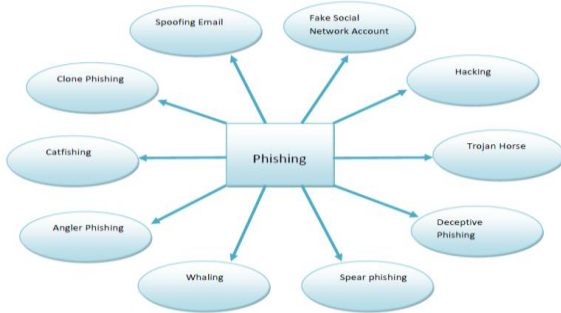 Spoofing Email
Fake Social
Network Account
Clone Phishing
Hacking
Catfishing
Phishing
Trojan Horse
Angler Phishing
Deceptive
Phishing
Whaling
Spear phishing